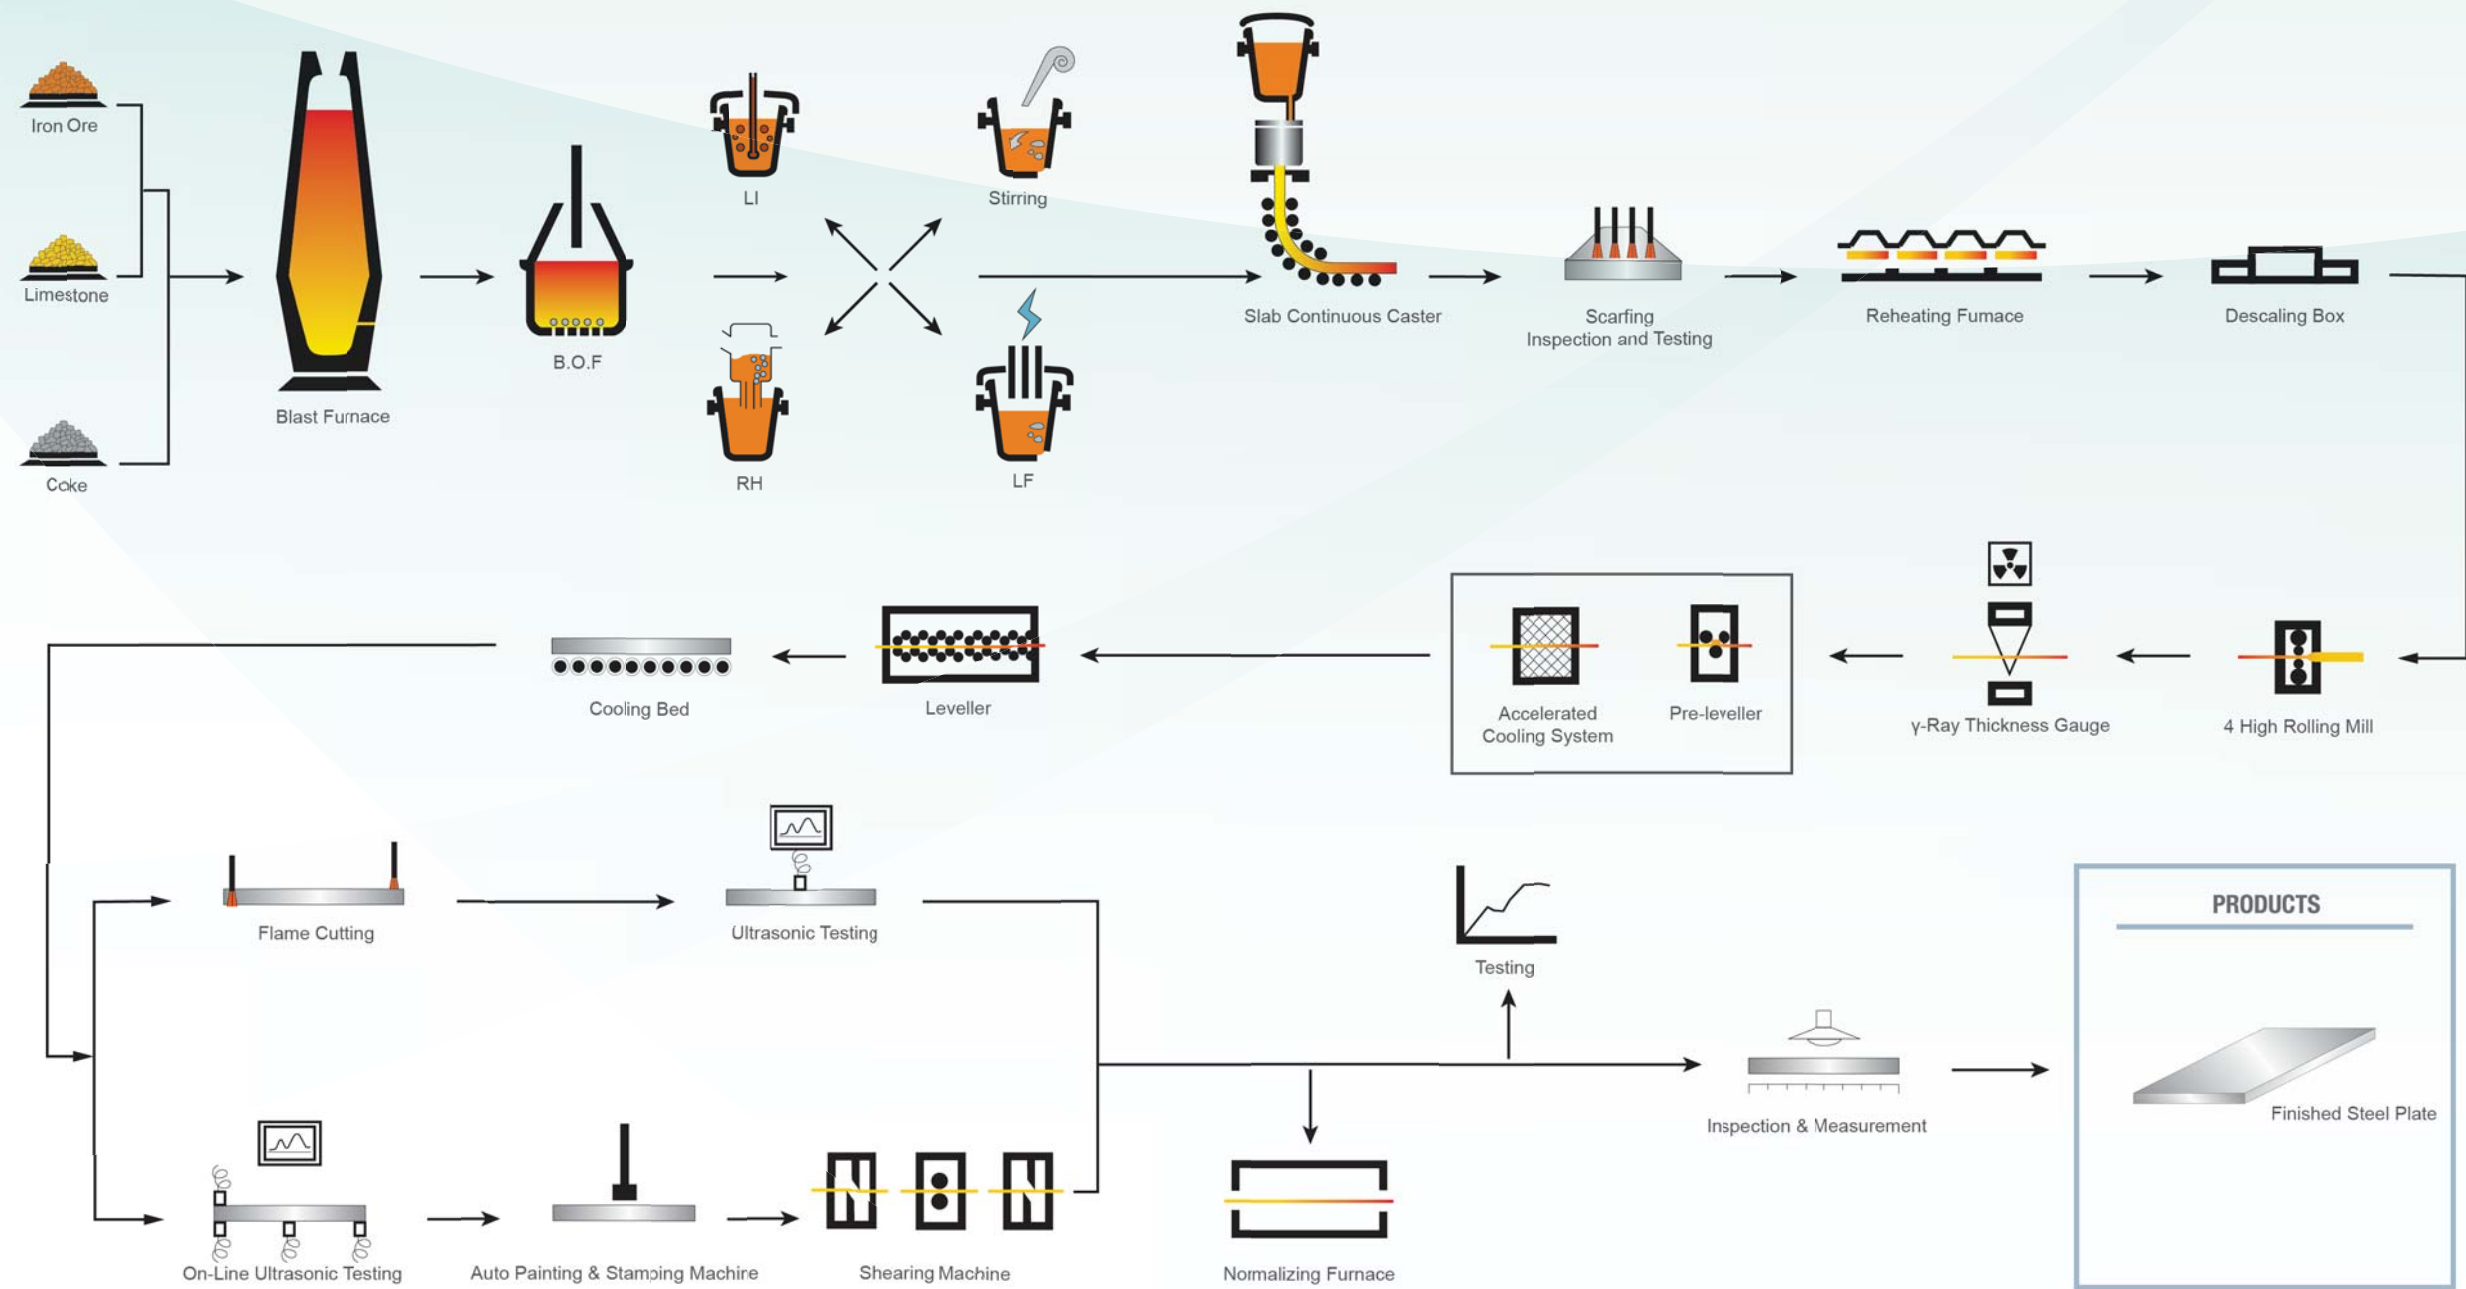 Iron Ore
Limestone
Coke
Blast Furnace
B.O.F
LI
Stirring
RH
LF
Slab Continuous Caster
Scarfing
Inspection and Testing
Reheating Fumace
Descaling Box
4 High Rolling Mill
γ-Ray Thickness Gauge
Pre-leveller
Accelerated
Cooling System
Leveller
Cooling Bed
Flame Cutting
Ultrasonic Testing
On-Line Ultrasonic Testing
Auto Painting & Stamping Machine
Shearing Machine
Normalizing Furnace
Testing
Inspection & Measurement
PRODUCTS
Finished Steel Plate